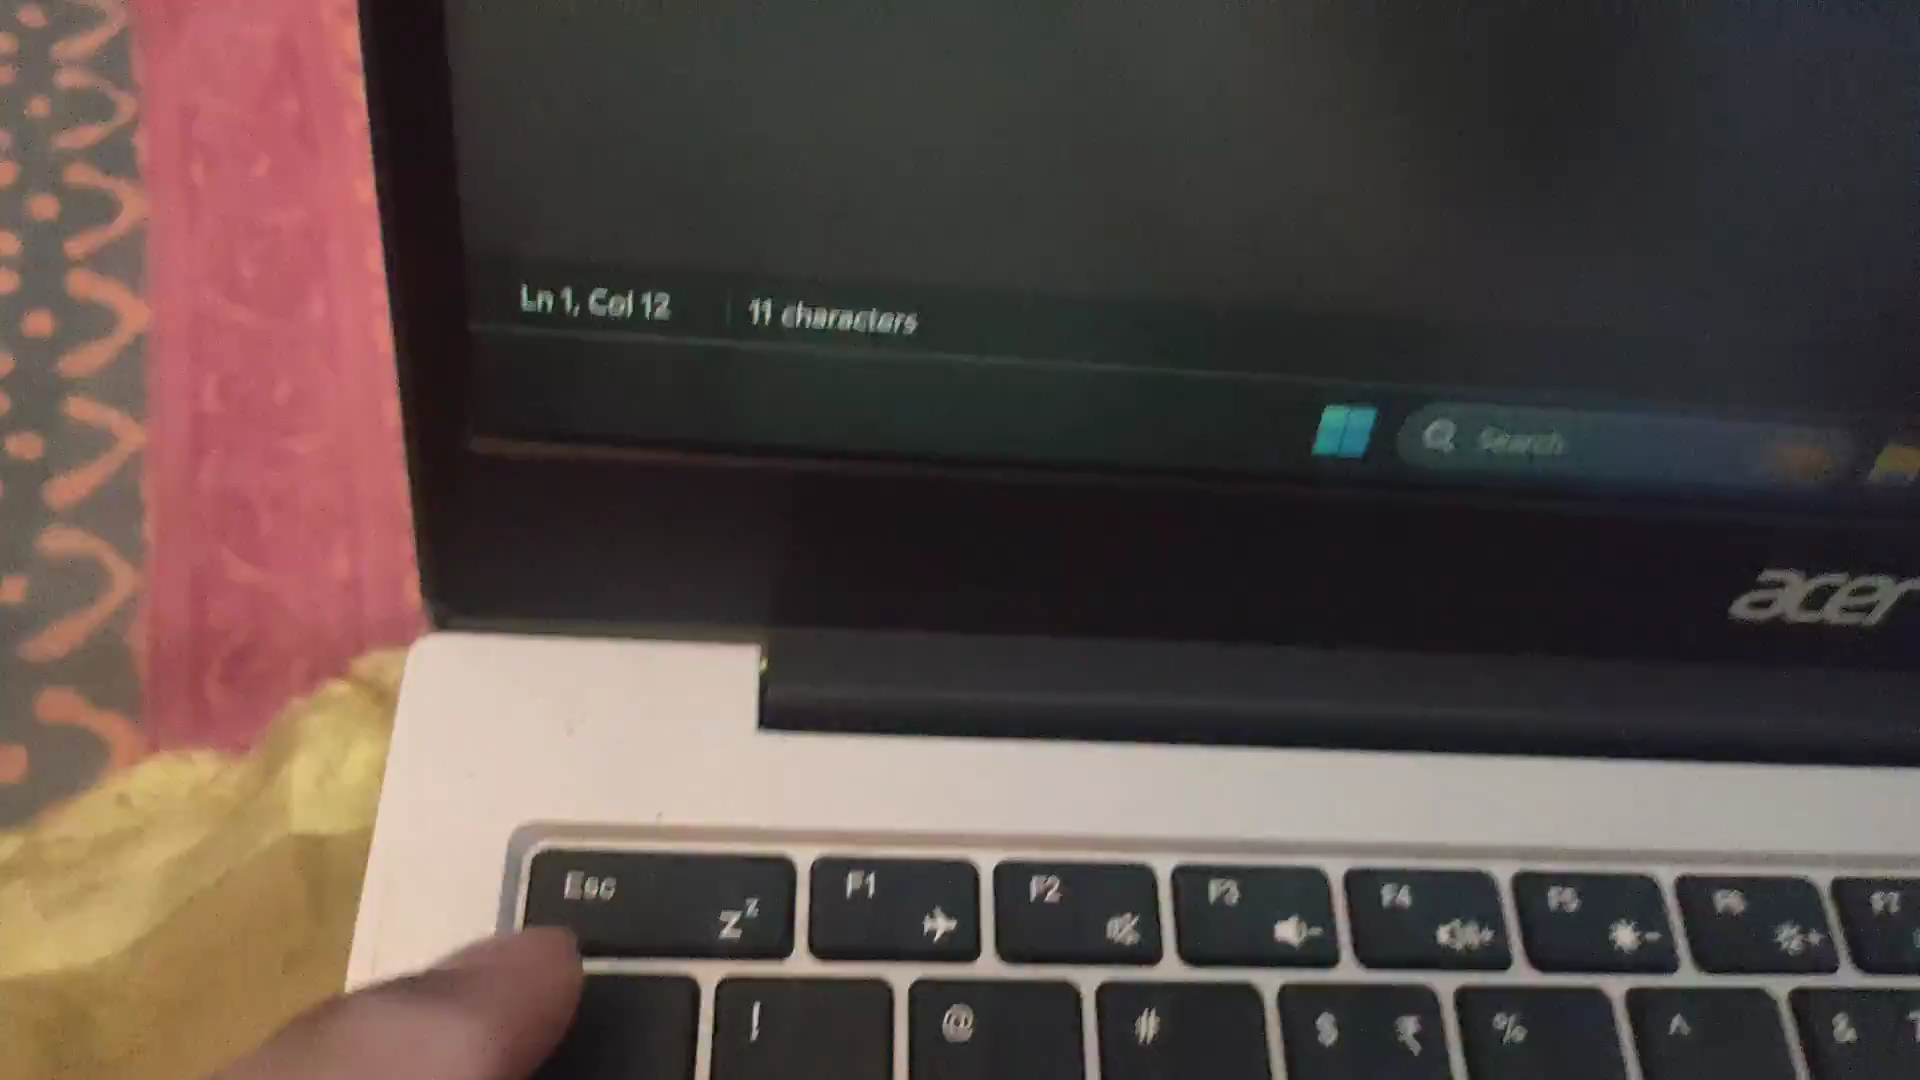 Ln 1, Col 12 11 characters
Search
acer
Esc F1 F2 F3 F4 F5 F6 F7
! @ # $ ₹ % ^ &